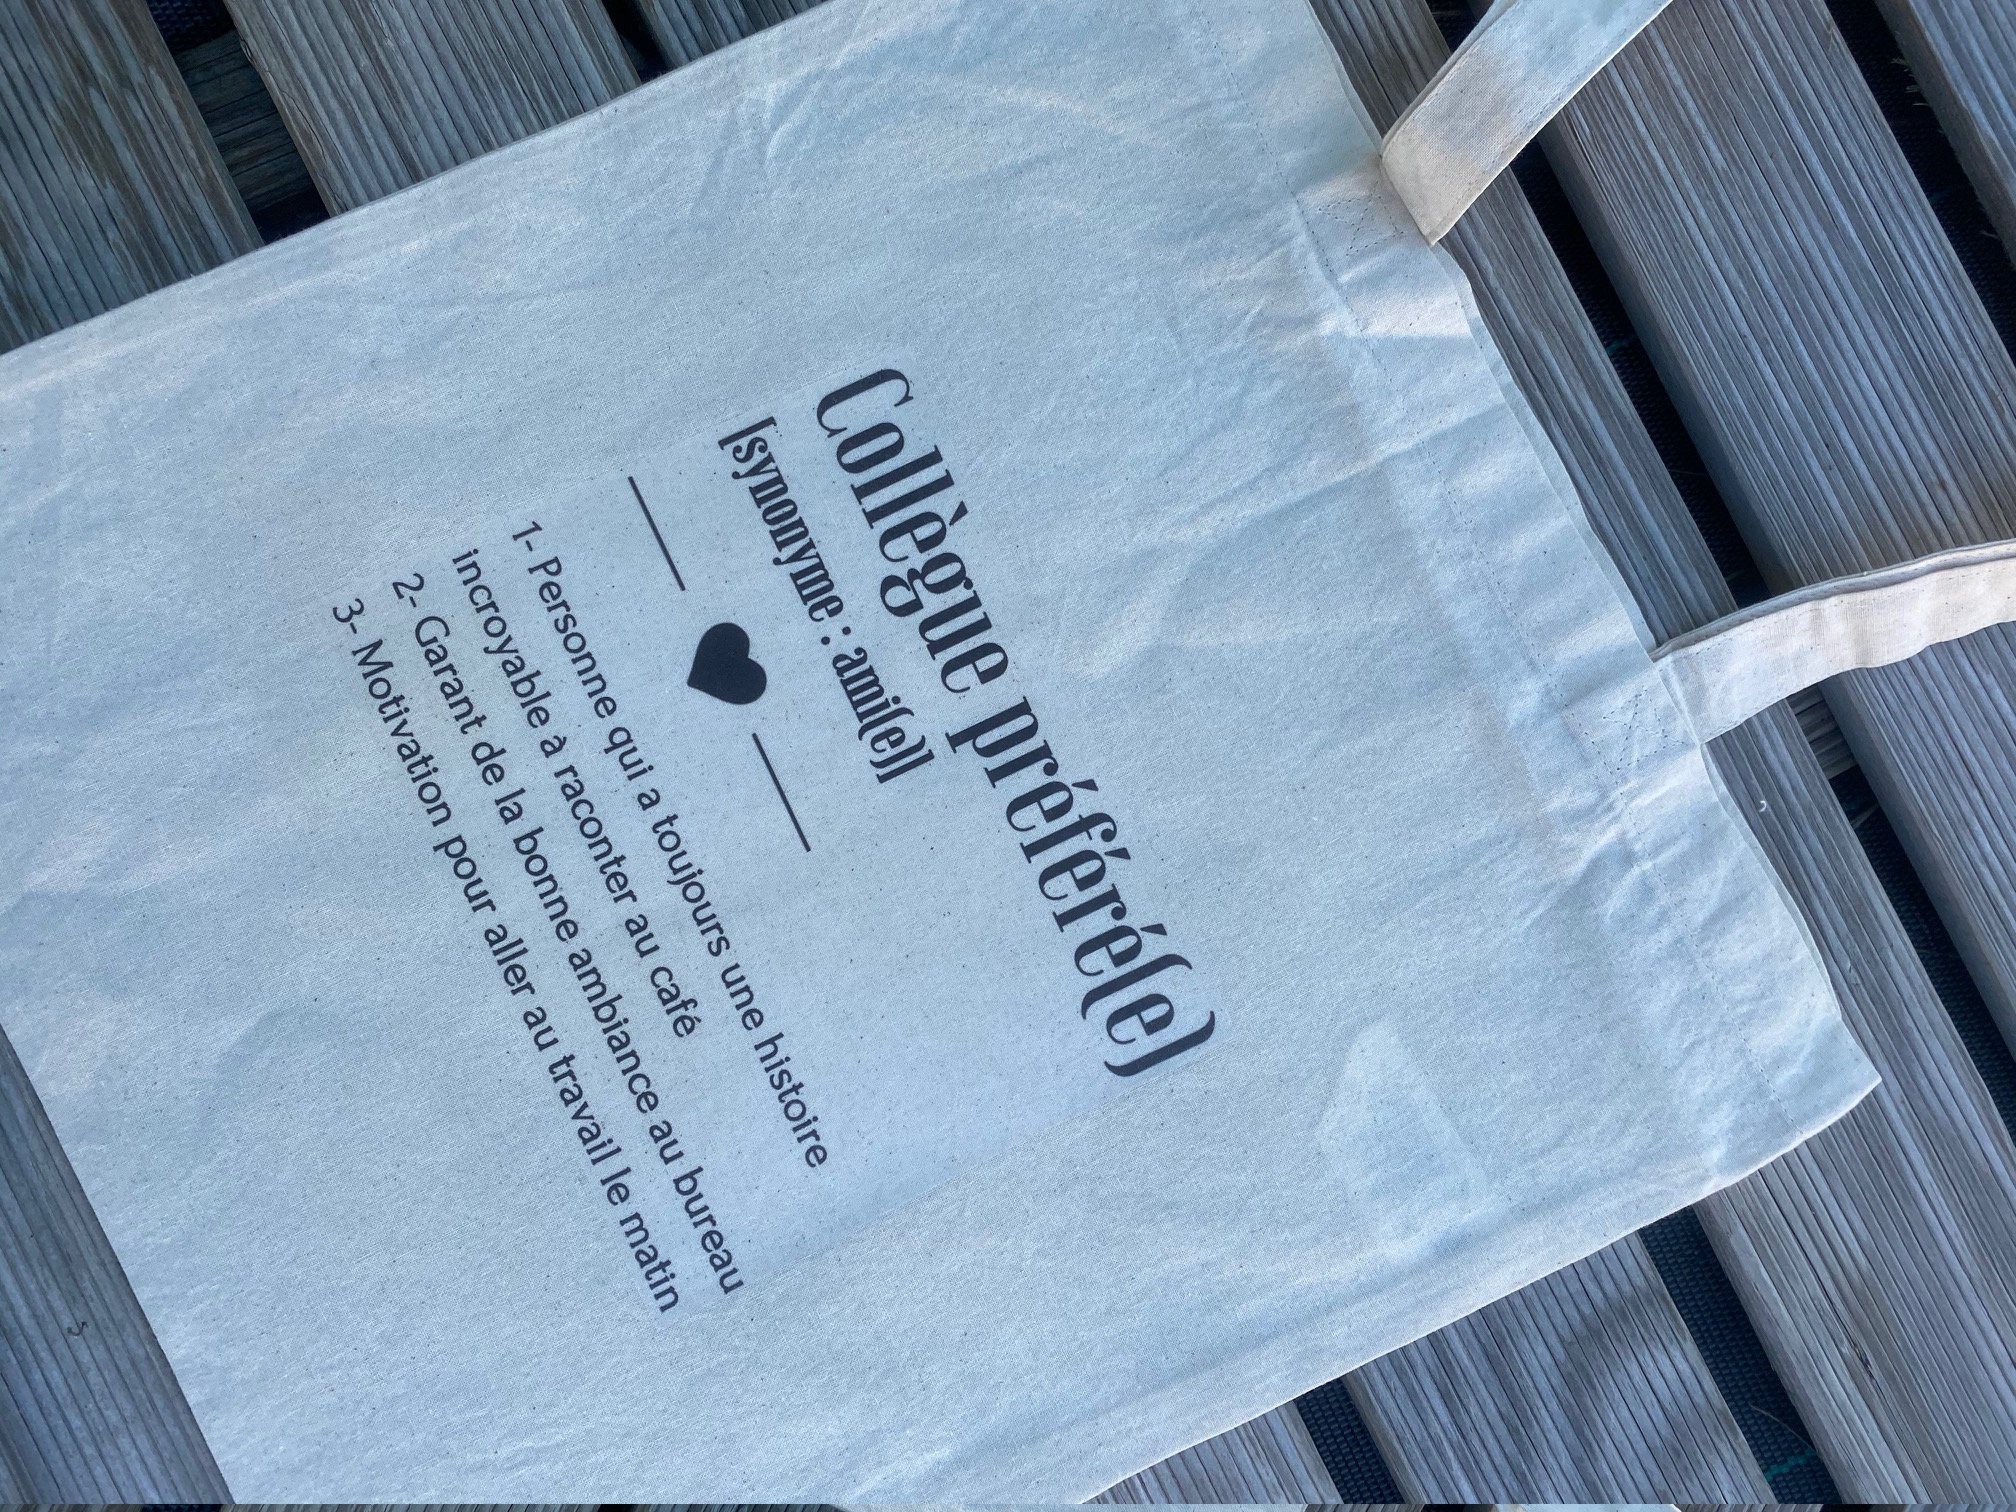 Collègue préféré(e)
[synonyme : ami(e)]
1- Personne qui a toujours une histoire
incroyable à raconter au café
2- Garant de la bonne ambiance au bureau
3- Motivation pour aller au travail le matin